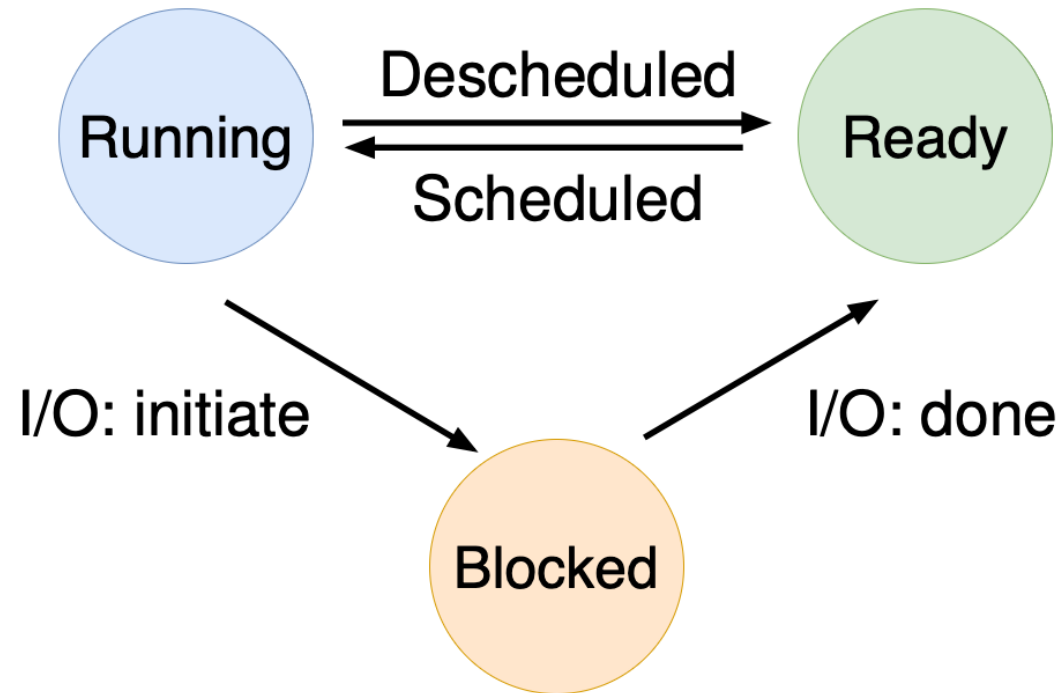 Descheduled
Running
Ready
Scheduled
I/O: initiate
I/O: done
Blocked